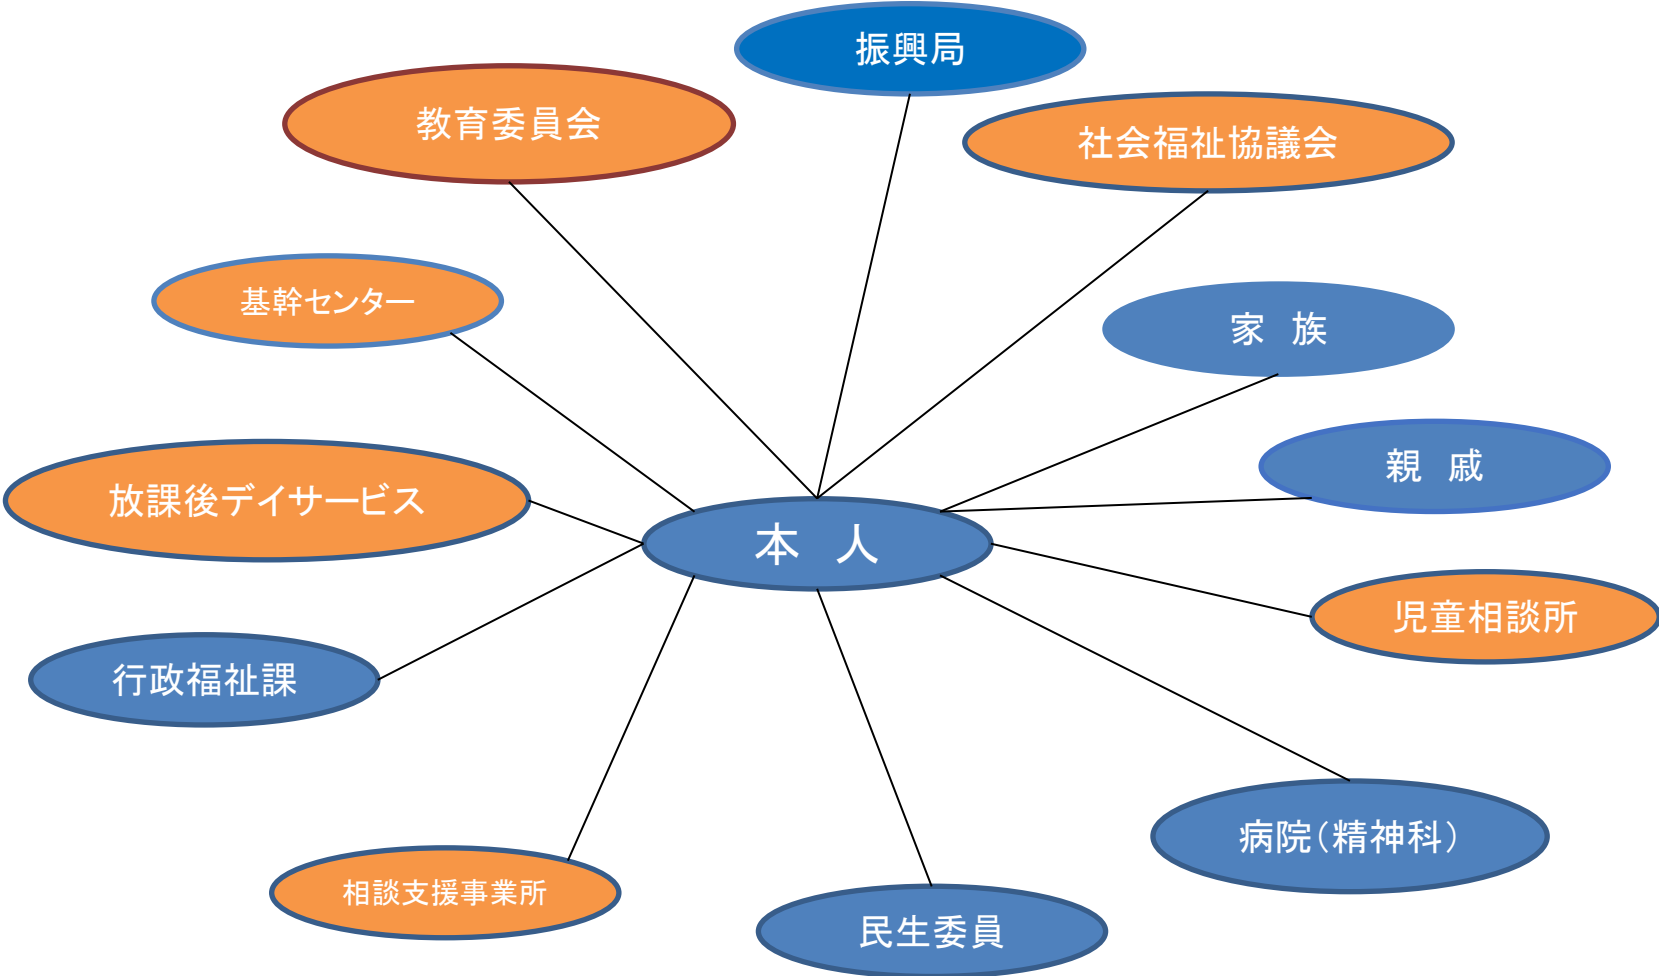 振興局
教育委員会
社会福祉協議会
基幹センター
家　族
親　戚
放課後デイサービス
本　人
児童相談所
行政福祉課
病院（精神科）
相談支援事業所
民生委員